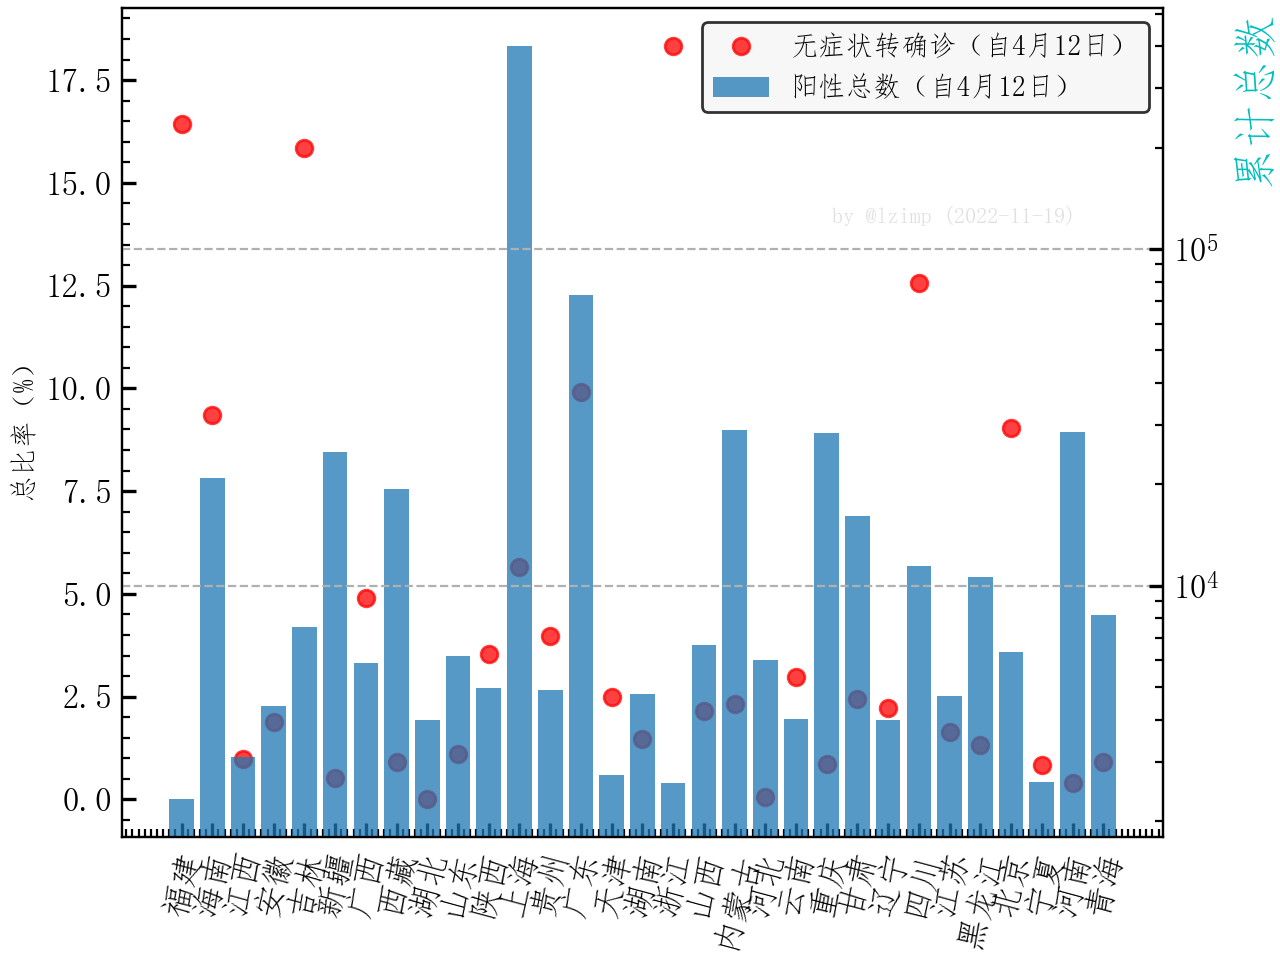 无症状转确诊（自4月12日）
阳性总数（自4月12日）
累计总数
总比率 (%)
17.5
15.0
12.5
10.0
7.5
5.0
2.5
0.0
by @lzimp (2022-11-19)
10⁵
10⁴
福建
海南
江西
安徽
吉林
新疆
广西
西藏
湖北
山东
陕西
上海
贵州
广东
天津
湖南
浙江
山西
内蒙古
河北
云南
重庆
甘肃
辽宁
四川
江苏
黑龙江
北京
宁夏
河南
青海